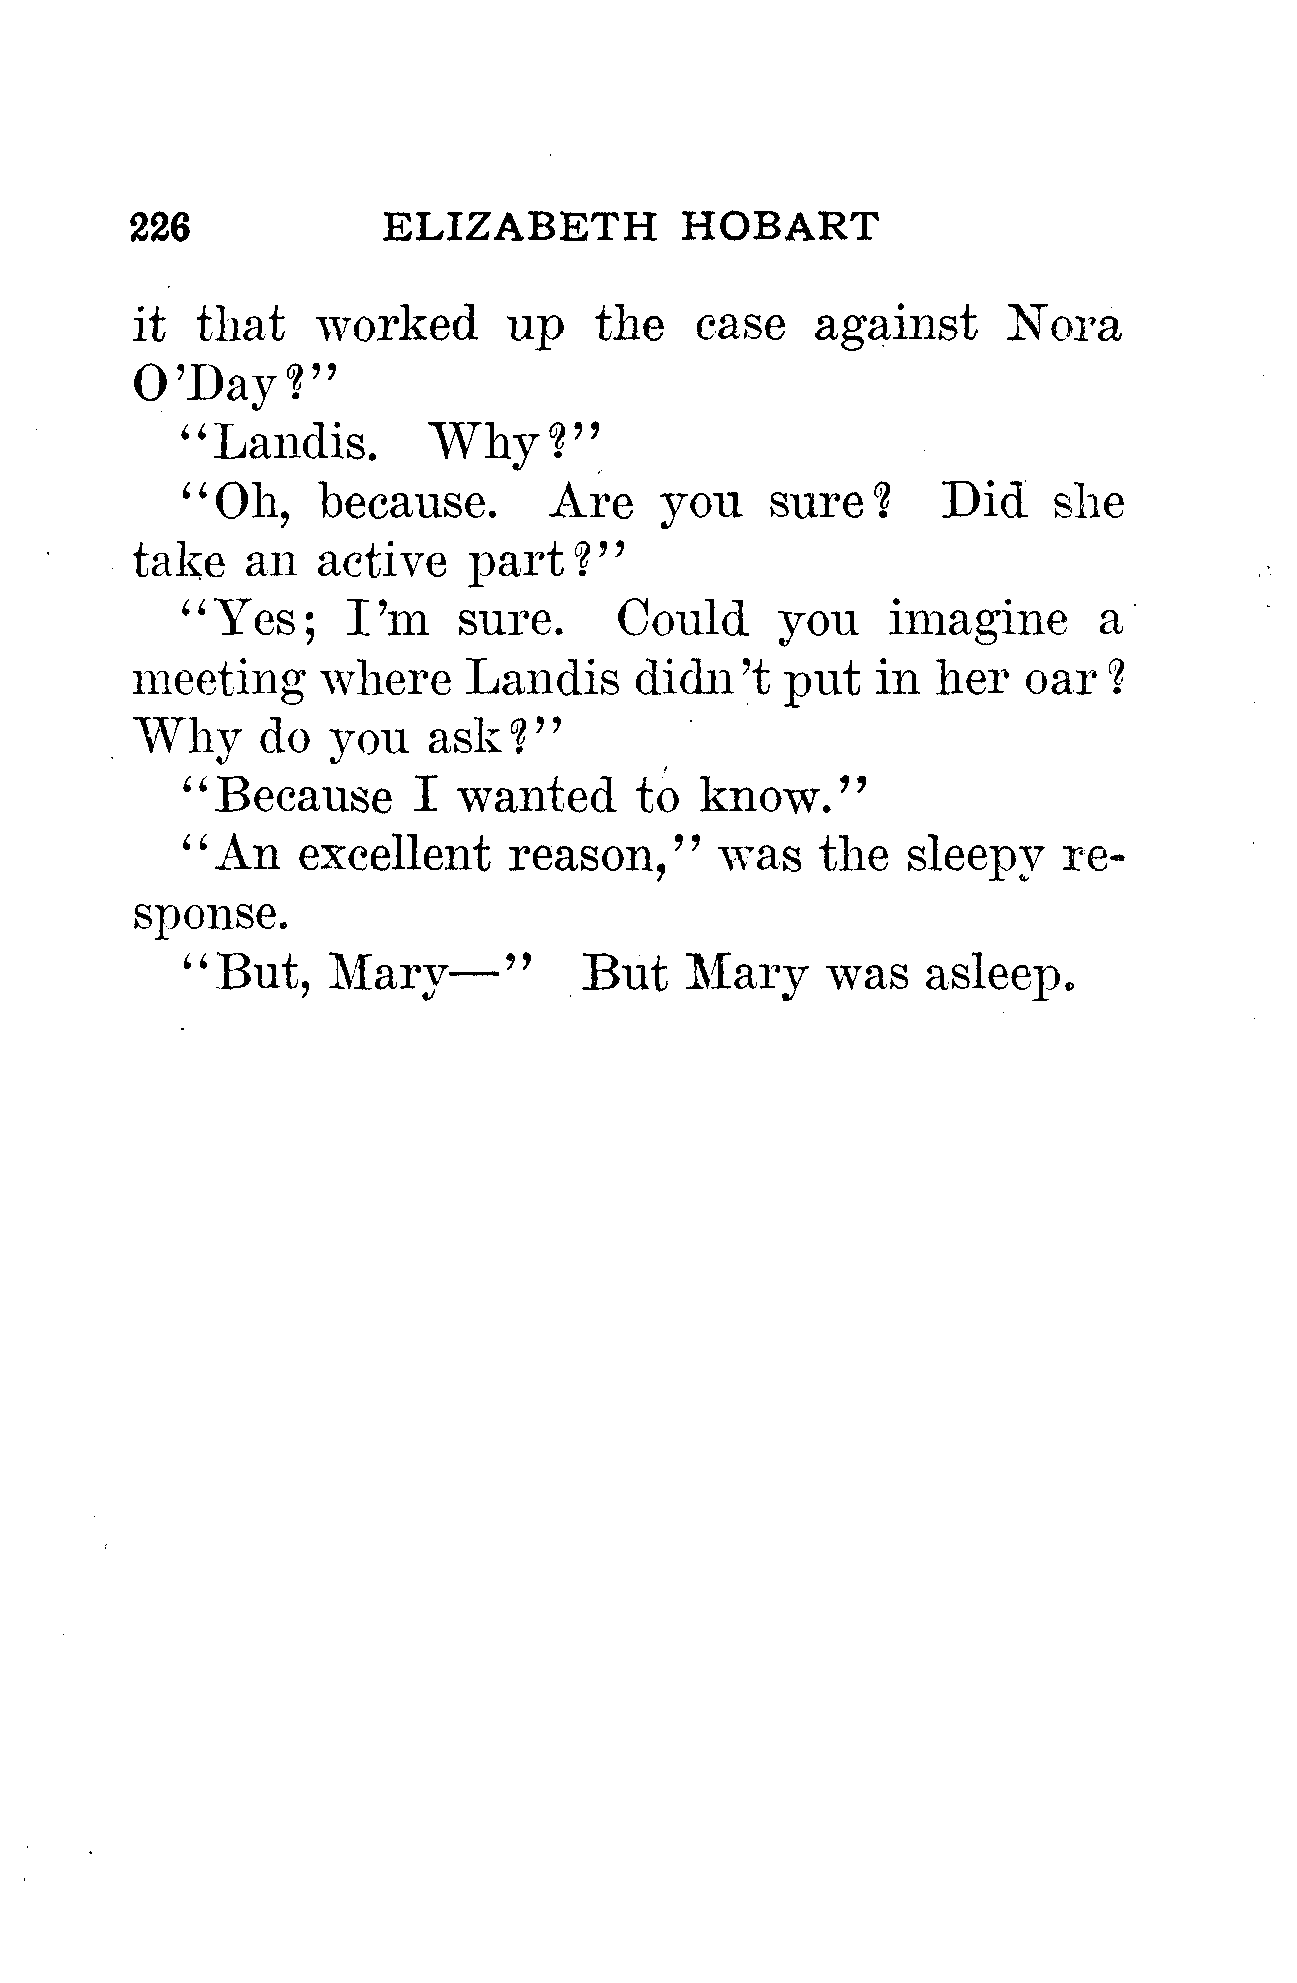 226 ELIZABETH HOBART
it that worked up the case against Nora
O'Day?"
"Landis. Why?"
"Oh, because. Are you sure? Did she
take an active part?"
"Yes; I'm sure. Could you imagine a
meeting where Landis didn't put in her oar?
Why do you ask?"
"Because I wanted to know."
"An excellent reason," was the sleepy re-
sponse.
"But, Mary—" But Mary was asleep.